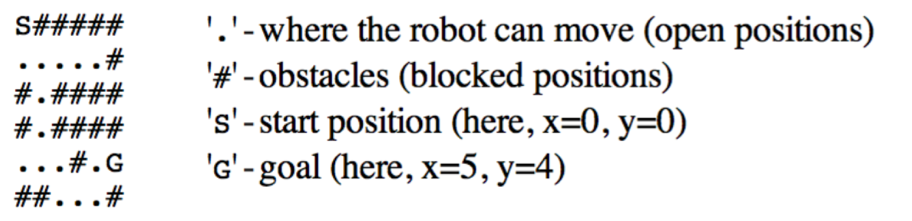 S#####
.....#
#.####
#.####
...#.G
##...#
'.'-where the robot can move (open positions)
'#'-obstacles (blocked positions)
'S'-start position (here, x=0, y=0)
'G'-goal (here, x=5, y=4)